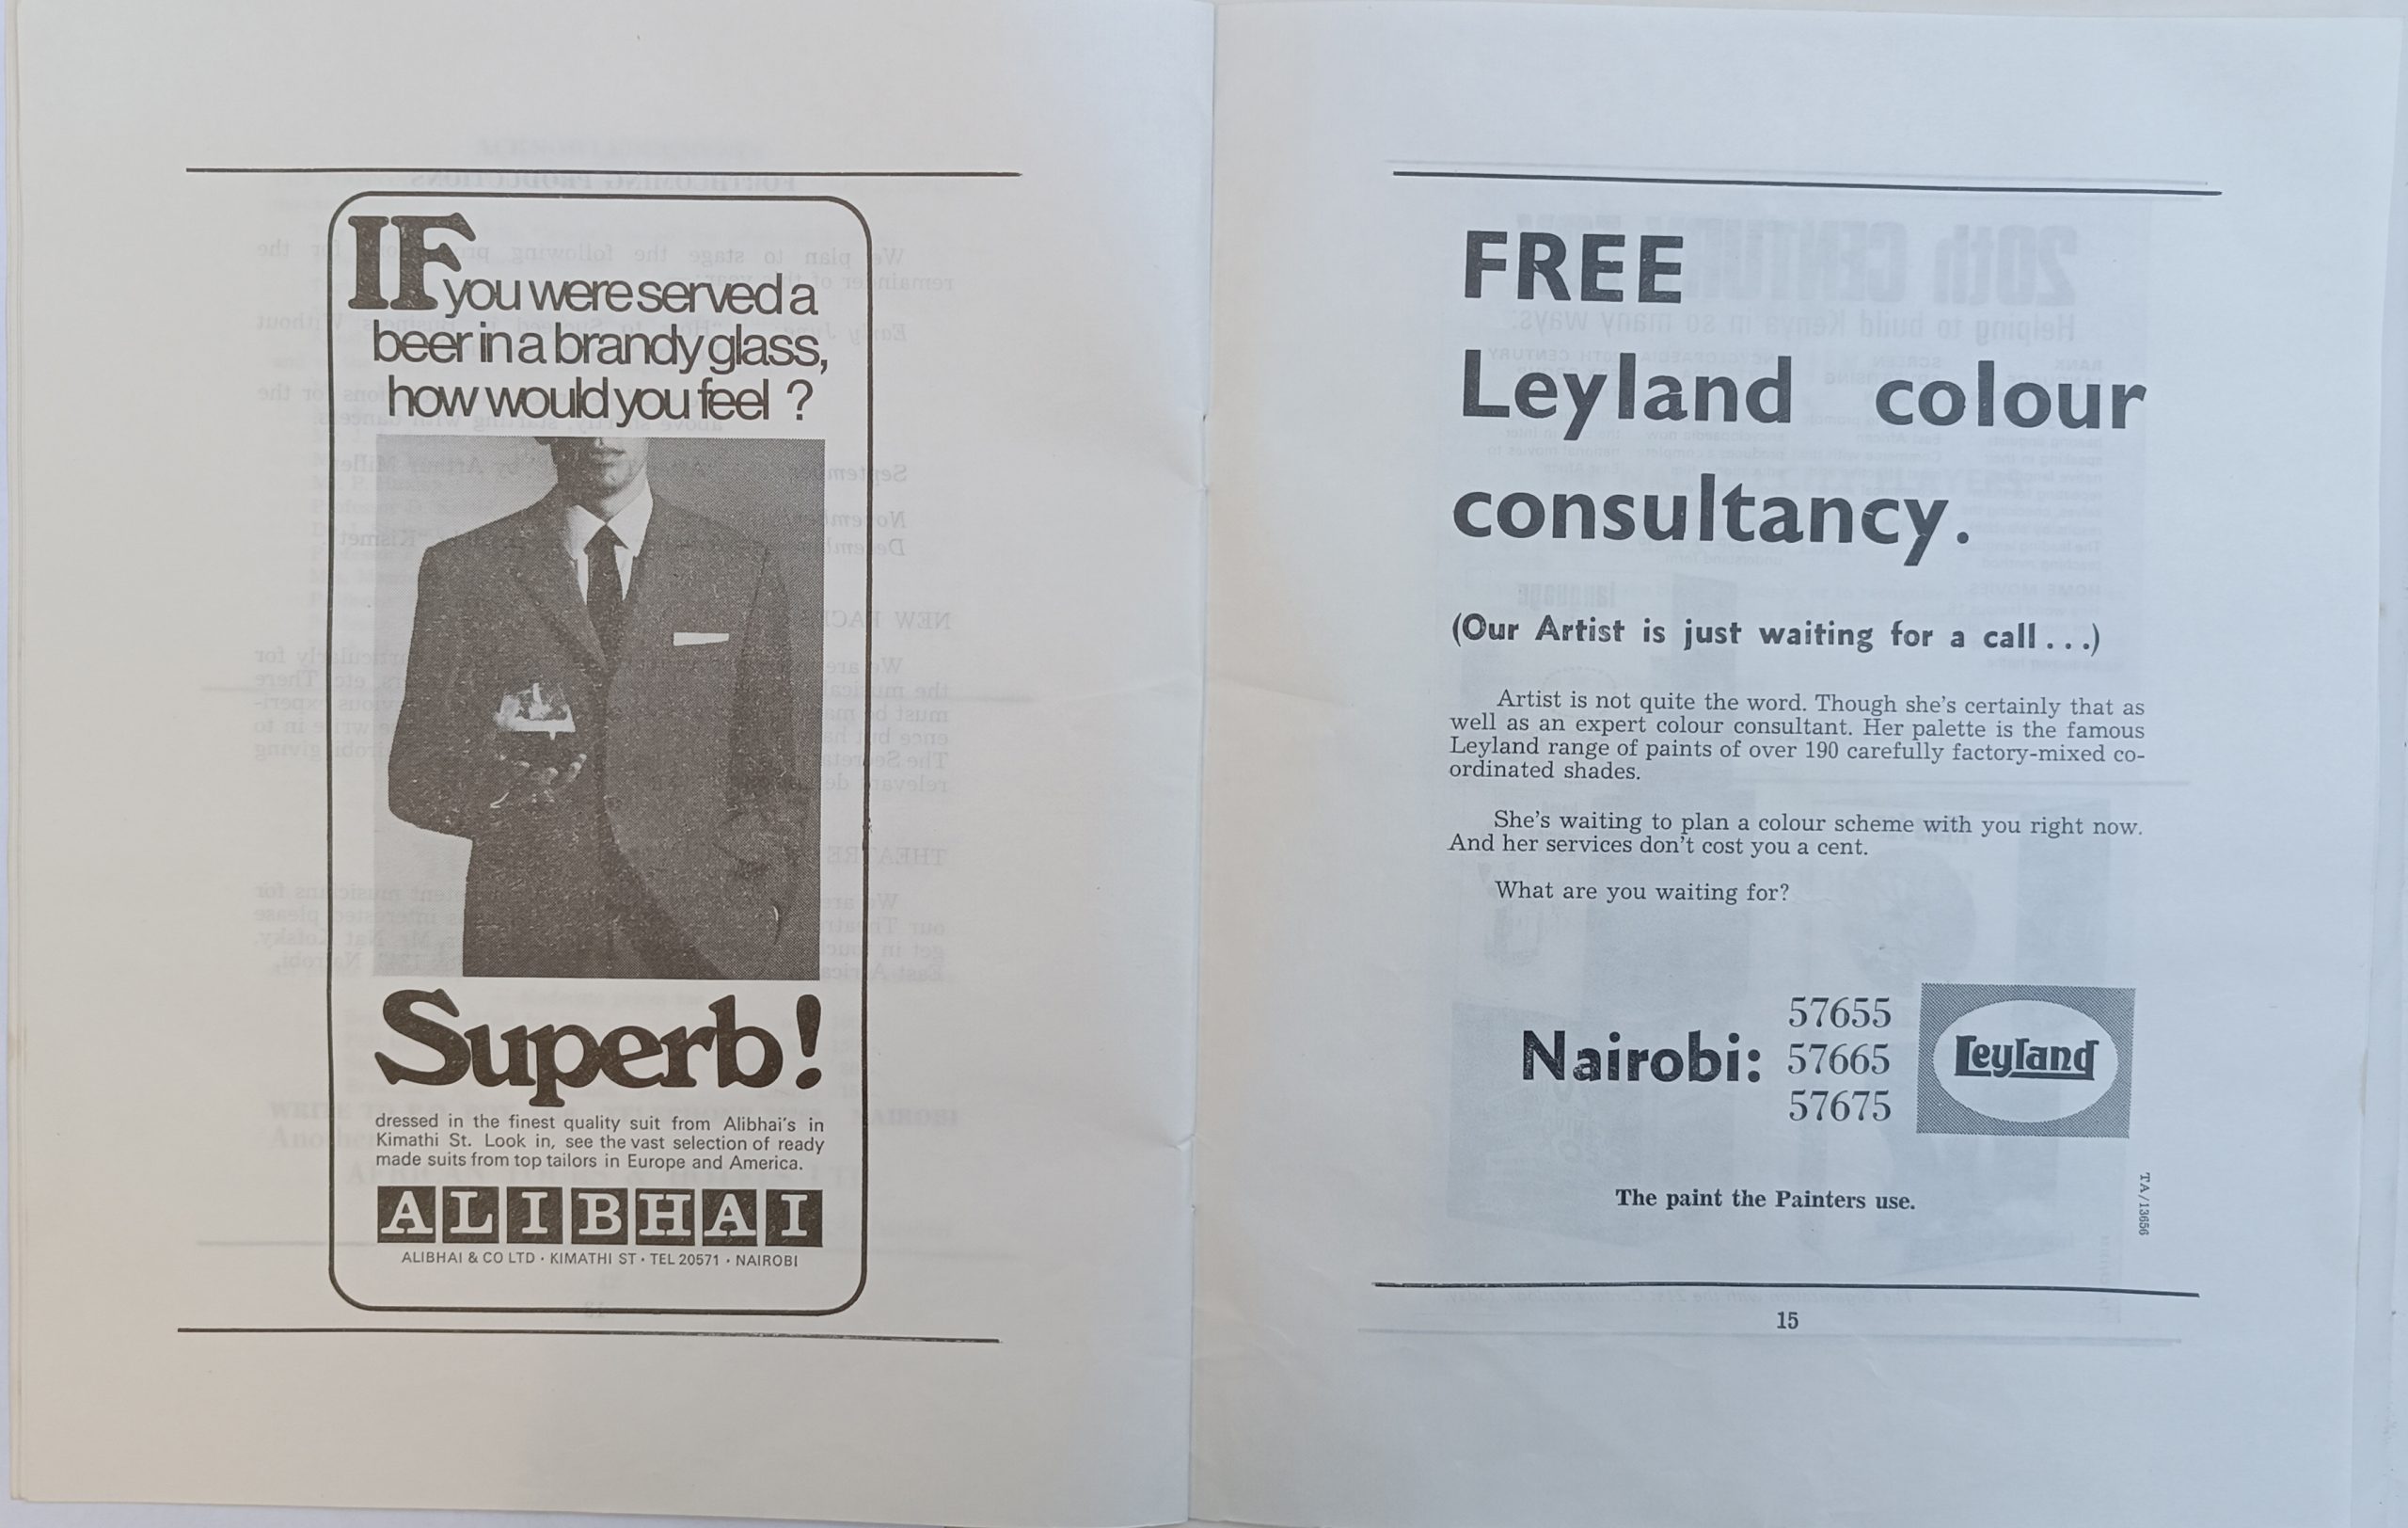 IF you were served a
beer in a brandy glass,
how would you feel ?
Superb!
dressed in the finest quality suit from Alibhai's in
Kimathi St. Look in, see the vast selection of ready
made suits from top tailors in Europe and America.
ALIBHAI
ALIBHAI & CO LTD · KIMATHI ST · TEL 20571 · NAIROBI
FREE
Leyland colour
consultancy.
(Our Artist is just waiting for a call . . .)
Artist is not quite the word. Though she's certainly that as
well as an expert colour consultant. Her palette is the famous
Leyland range of paints of over 190 carefully factory-mixed co-
ordinated shades.
She's waiting to plan a colour scheme with you right now.
And her services don't cost you a cent.
What are you waiting for?
Nairobi:
57655
57665
57675
Leyland
The paint the Painters use.
TA/13656
15